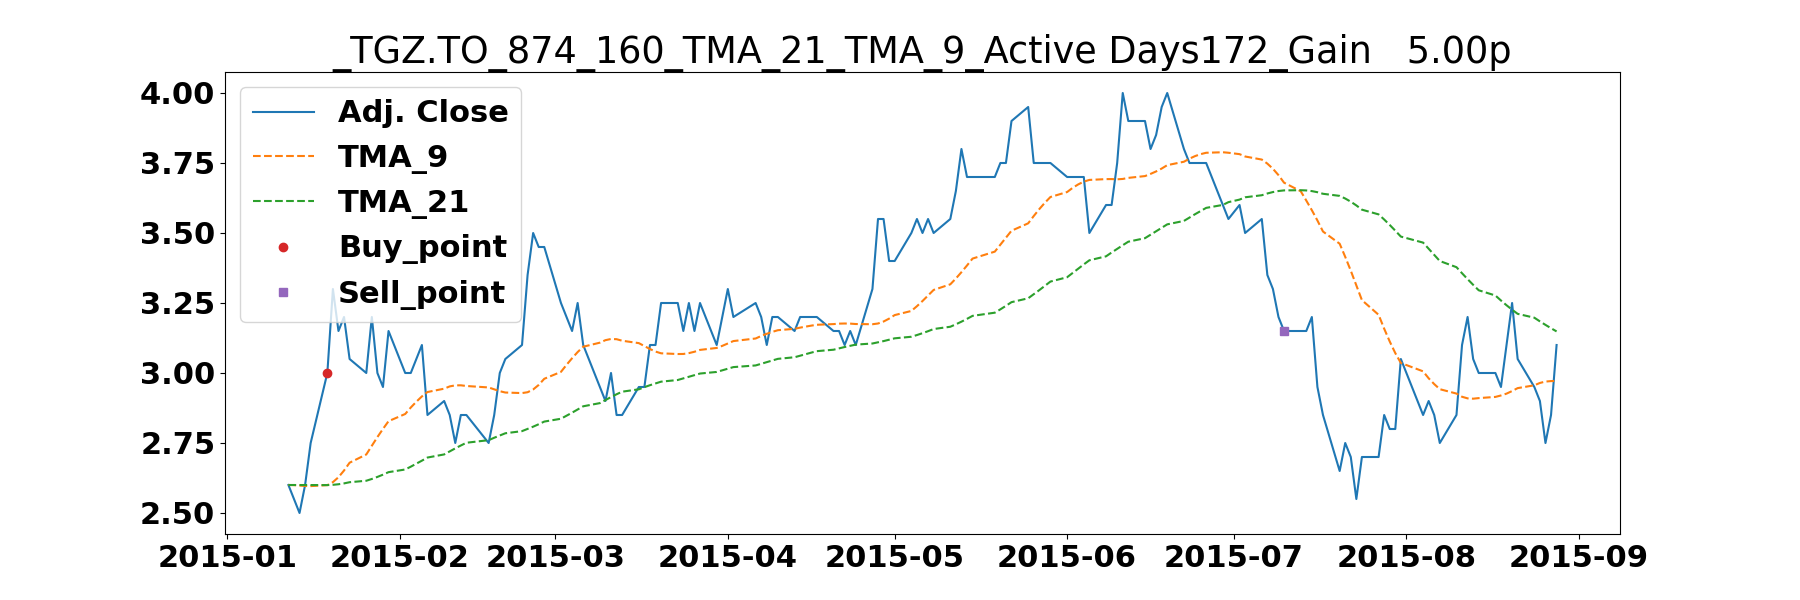 _TGZ.TO_874_160_TMA_21_TMA_9_Active Days172_Gain   5.00p
4.00
3.75
3.50
3.25
3.00
2.75
2.50
Adj. Close
TMA_9
TMA_21
Buy_point
Sell_point
2015-01 2015-02 2015-03 2015-04 2015-05 2015-06 2015-07 2015-08 2015-09